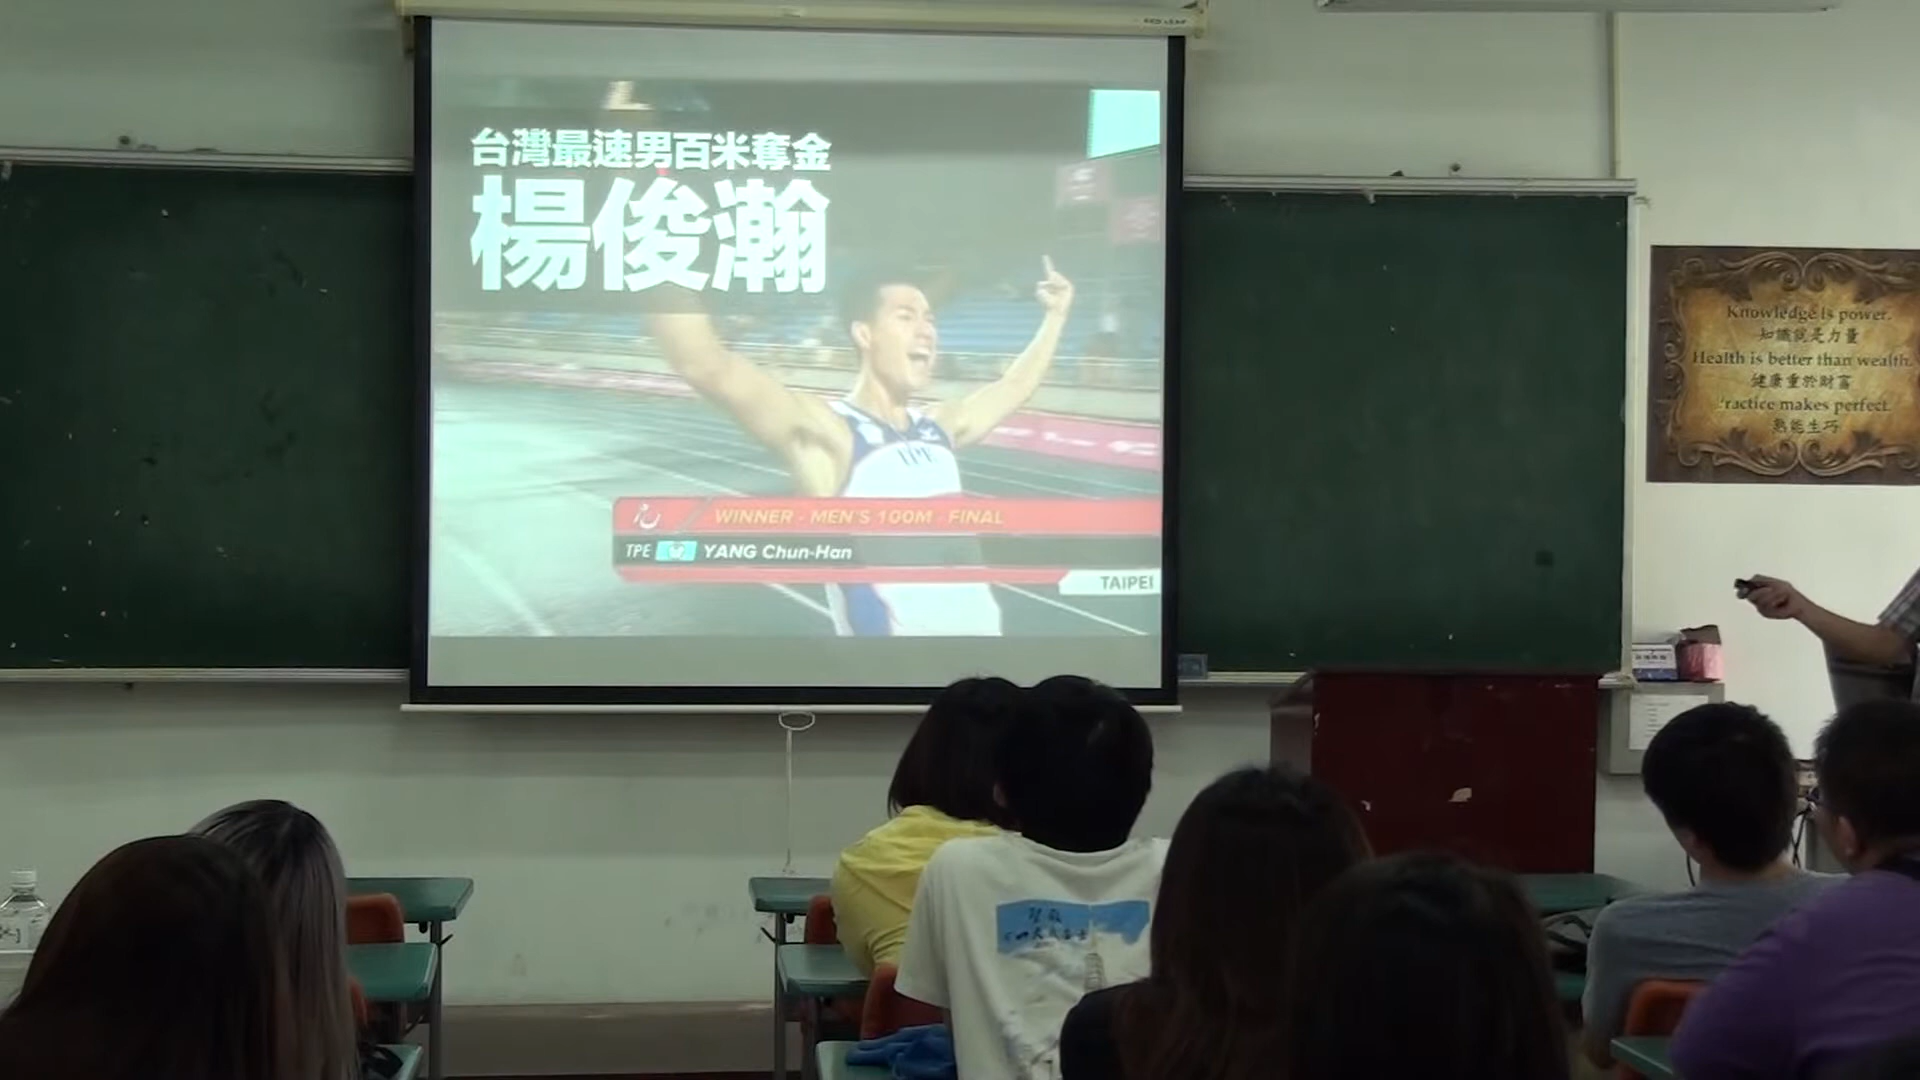 RED LEAF
台灣最速男百米奪金
楊俊瀚
WINNER - MEN'S 100M - FINAL
TPE YANG Chun-Han
TAIPEI
TPE
Knowledge is power.
知識就是力量
Health is better than wealth.
健康重於財富
ractice makes perfect.
熟能生巧